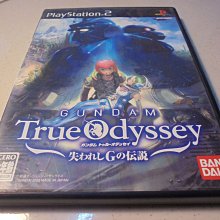 PlayStation 2
GUNDAM
True Odyssey
ガンダム トゥルーオデッセイ
失われしGの伝説
BANDAI